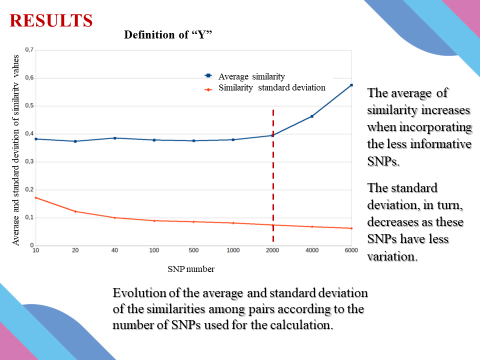 RESULTS
Definition of “Y”
Average and standard deviation of similarity values
0,7
0,6
0,5
0,4
0,3
0,2
0,1
0
Average similarity
Similarity standard deviation
10 20 40 100 500 1000 2000 4000 6000
SNP number
The average of
similarity increases
when incorporating
the less informative
SNPs.
The standard
deviation, in turn,
decreases as these
SNPs have less
variation.
Evolution of the average and standard deviation
of the similarities among pairs according to the
number of SNPs used for the calculation.